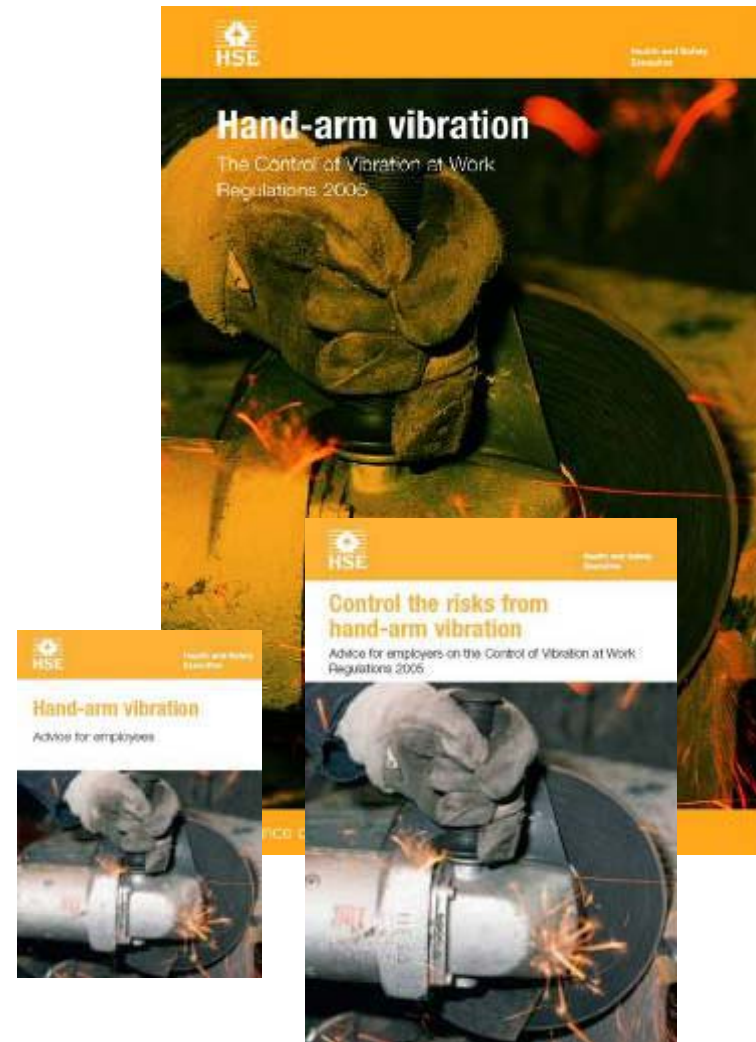 HSE
Health and Safety
Executive
Hand-arm vibration
The Control of Vibration at Work
Regulations 2005
HSE
Health and Safety
Executive
Control the risks from
hand-arm vibration
Advice for employers on the Control of Vibration at Work
Regulations 2005
HSE
Health and Safety
Executive
Hand-arm vibration
Advice for employees